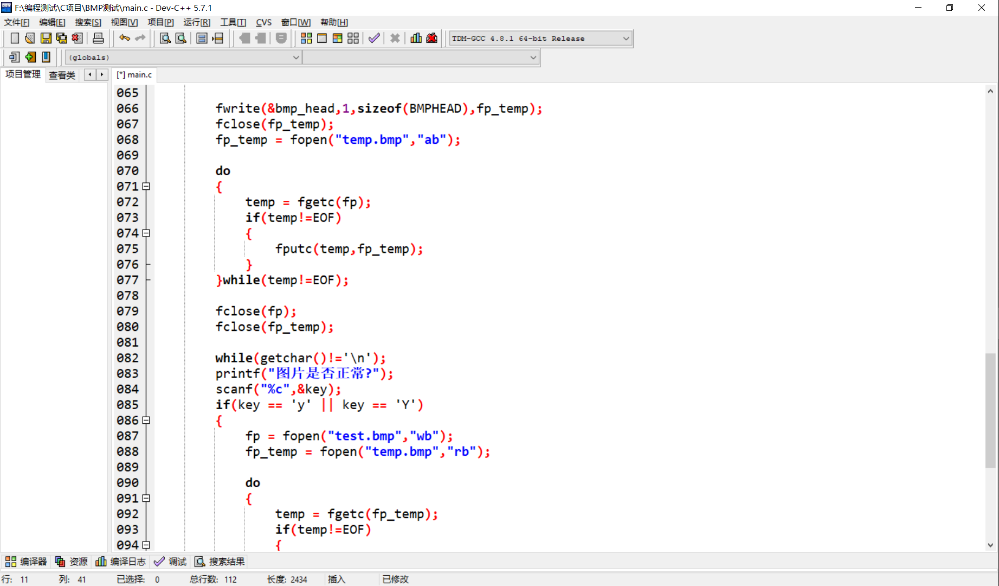 F:\编程测试\C项目\BMP测试\main.c - Dev-C++ 5.7.1
文件[F] 编辑[E] 搜索[S] 视图[V] 项目[P] 运行[R] 工具[T] CVS 窗口[W] 帮助[H]
TDM-GCC 4.8.1 64-bit Release
(globals)
项目管理 查看类 [*] main.c
065
066 fwrite(&bmp_head,1,sizeof(BMPHEAD),fp_temp);
067 fclose(fp_temp);
068 fp_temp = fopen("temp.bmp","ab");
069
070 do
071 {
072 temp = fgetc(fp);
073 if(temp!=EOF)
074 {
075 fputc(temp,fp_temp);
076 }
077 }while(temp!=EOF);
078
079 fclose(fp);
080 fclose(fp_temp);
081
082 while(getchar()!='\n');
083 printf("图片是否正常?");
084 scanf("%c",&key);
085 if(key == 'y' || key == 'Y')
086 {
087 fp = fopen("test.bmp","wb");
088 fp_temp = fopen("temp.bmp","rb");
089
090 do
091 {
092 temp = fgetc(fp_temp);
093 if(temp!=EOF)
094 {
编译器 资源 编译日志 调试 搜索结果
行: 11 列: 41 已选择: 0 总行数: 112 长度: 2434 插入 已修改